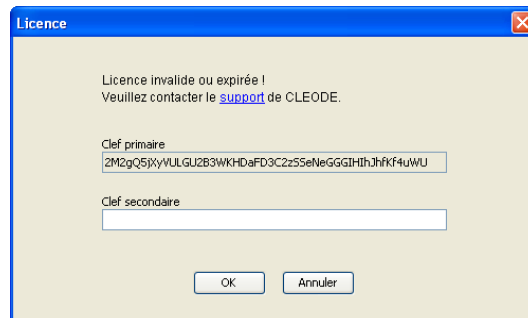 Licence
Licence invalide ou expirée !
Veuillez contacter le support de CLEODE.
Clef primaire
2M2gQ5jXyVULGU2B3WKHDaFD3C2zSSeNeGGGIHIhJhfKf4uWU
Clef secondaire
OK
Annuler